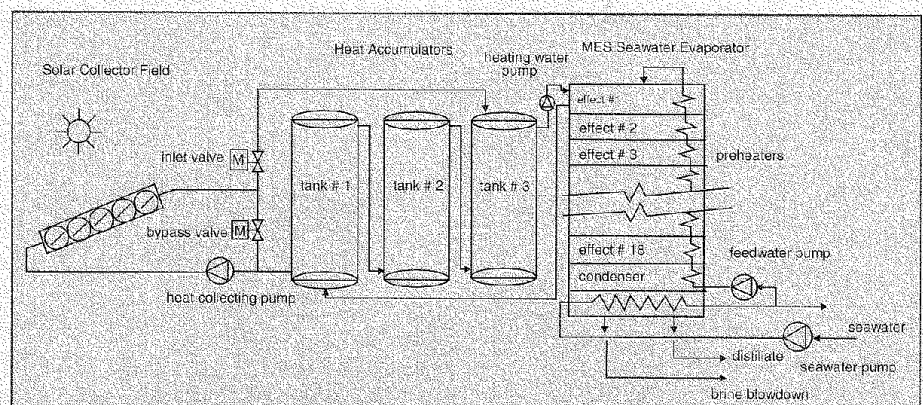 Heat Accumulators
MES Seawater Evaporator
Solar Collector Field
heating water
pump
effect #
effect # 2
effect # 3
inlet valve
M
preheaters
tank # 1
tank # 2
tank # 3
bypass valve
M
effect # 18
feedwater pump
condenser
heat collecting pump
seawater
distillate
seawater pump
brine blowdown